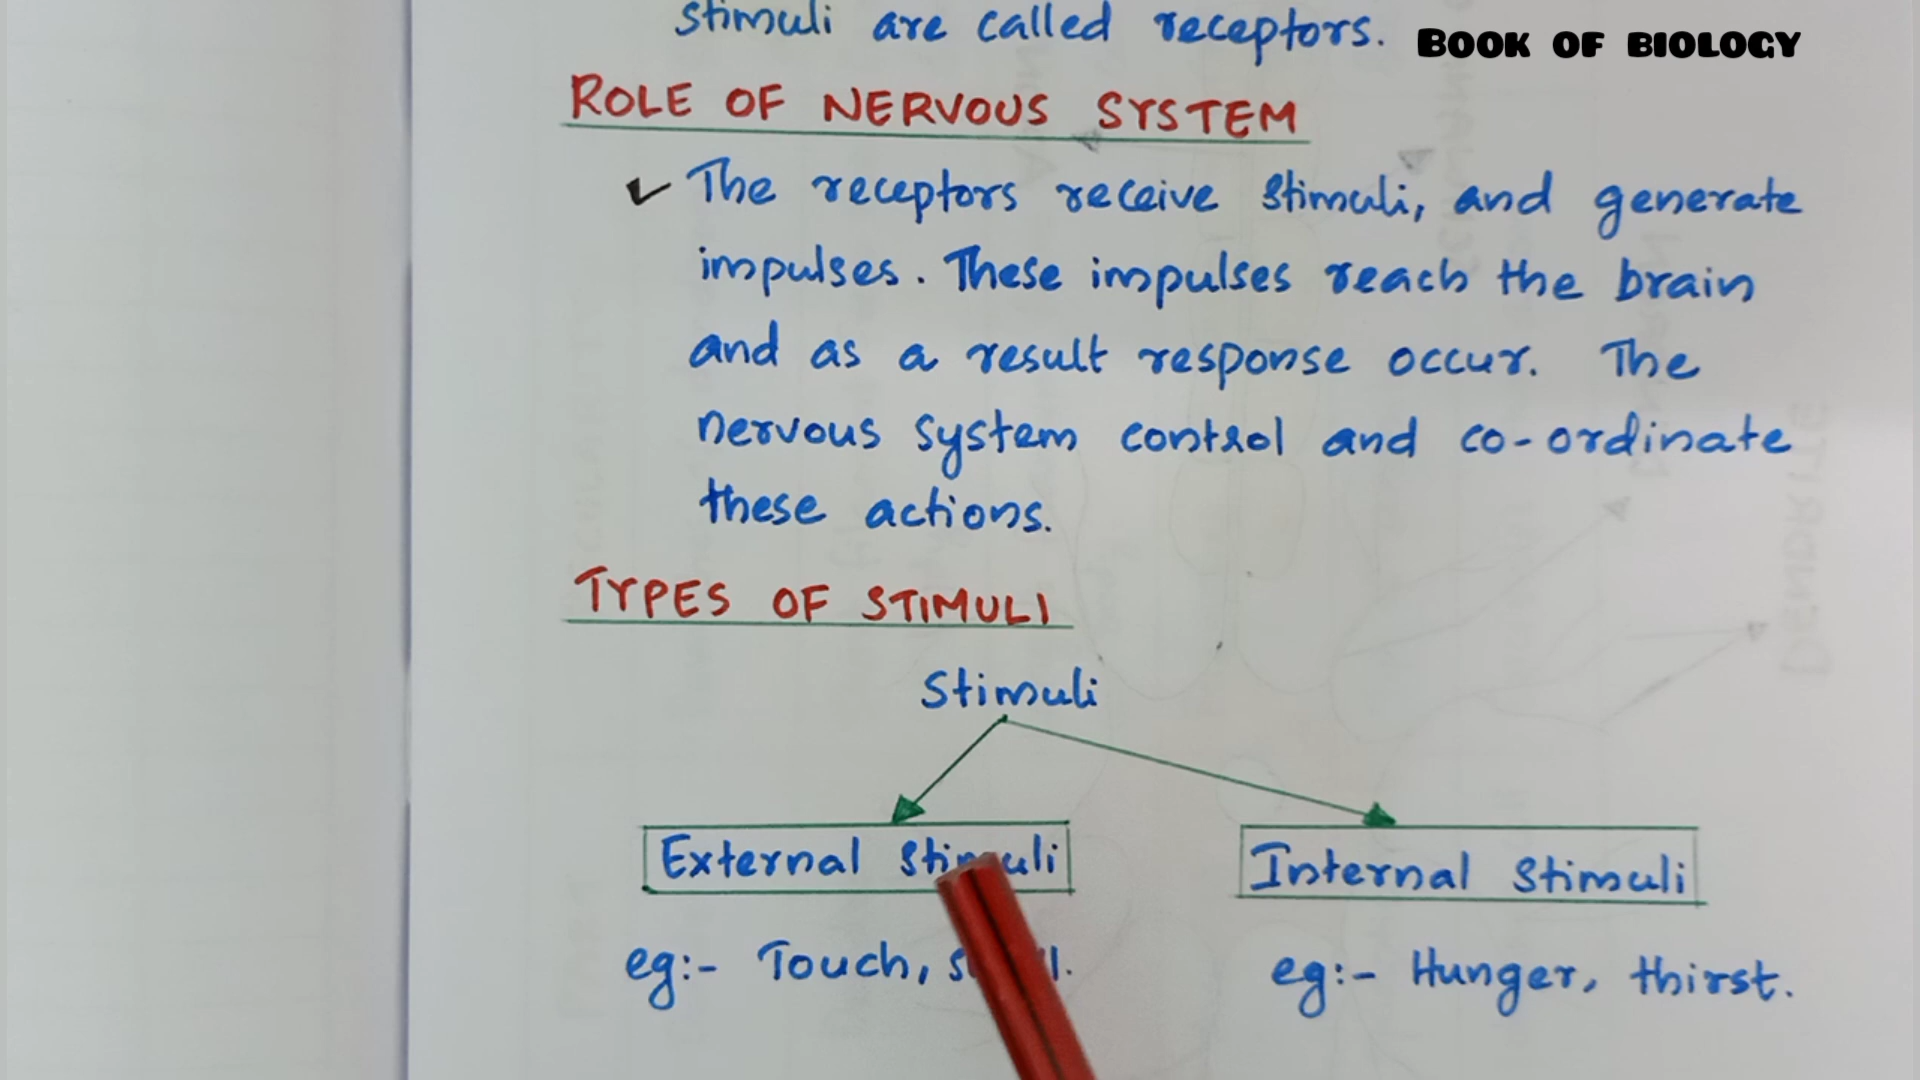 stimuli are called receptors.
BOOK OF BIOLOGY
ROLE OF NERVOUS SYSTEM
✓ The receptors receive stimuli, and generate
impulses. These impulses reach the brain
and as a result response occur. The
nervous system control and co-ordinate
these actions.
TYPES OF STIMULI
Stimuli
External Stimuli
Internal Stimuli
eg:- Touch,
eg:- Hunger, thirst.